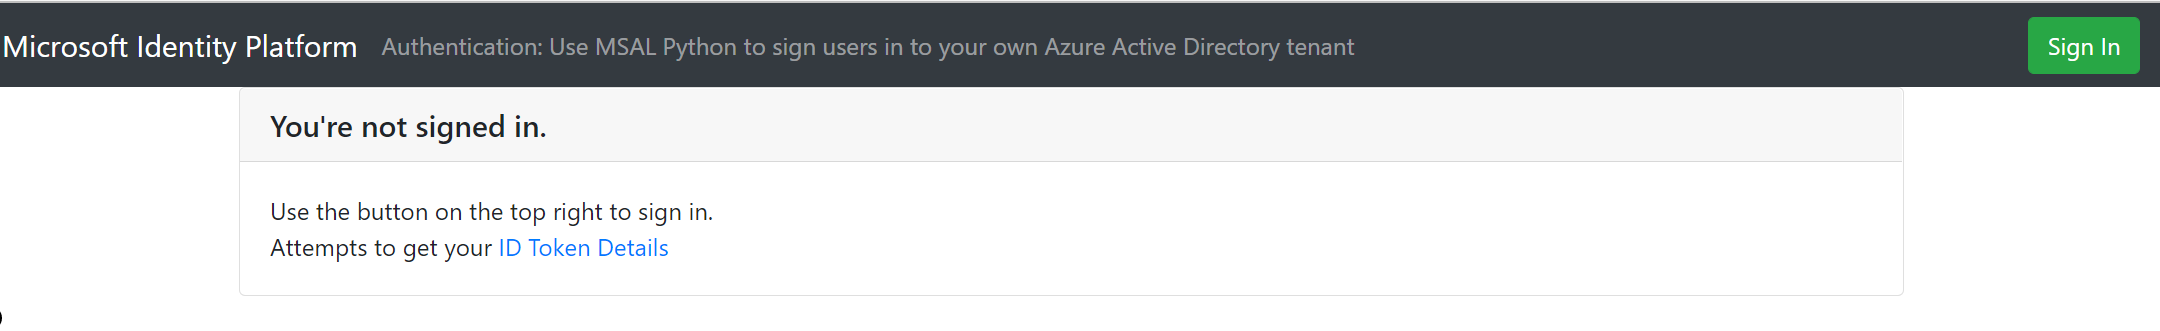 Microsoft Identity Platform Authentication: Use MSAL Python to sign users in to your own Azure Active Directory tenant Sign In
You're not signed in.
Use the button on the top right to sign in.
Attempts to get your ID Token Details